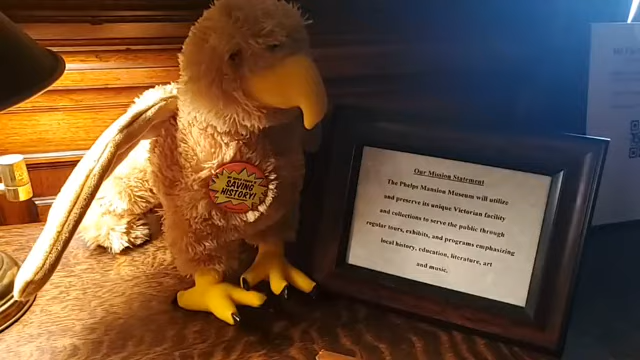 SAVING
HISTORY!
Our Mission Statement
The Phelps Mansion Museum will utilize
and preserve its unique Victorian facility
and collections to serve the public through
regular tours, exhibits, and programs emphasizing
local history, education, literature, art
and music.